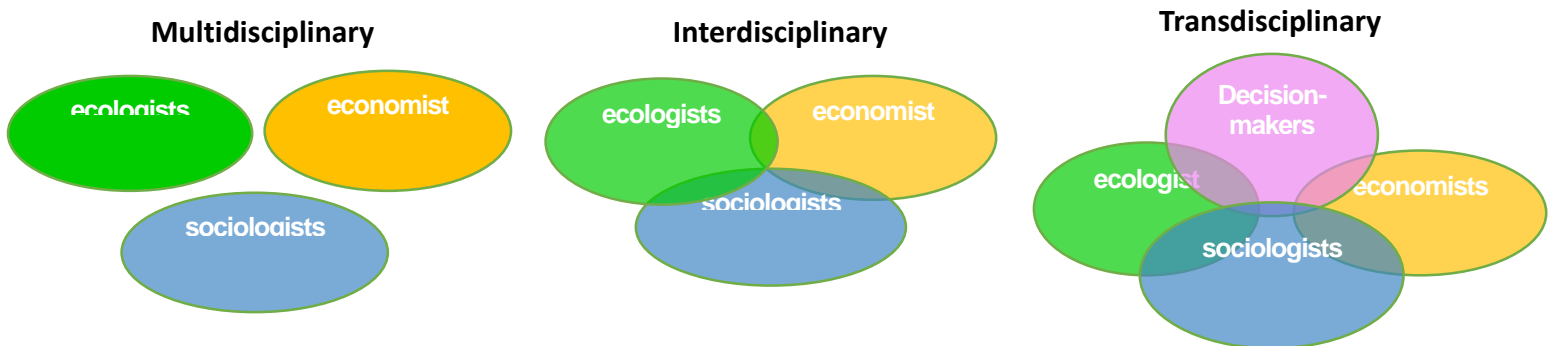 Multidisciplinary
ecologists
economist
sociologists
Interdisciplinary
ecologists
economist
sociologists
Transdisciplinary
Decision-
makers
ecologist
economists
sociologists